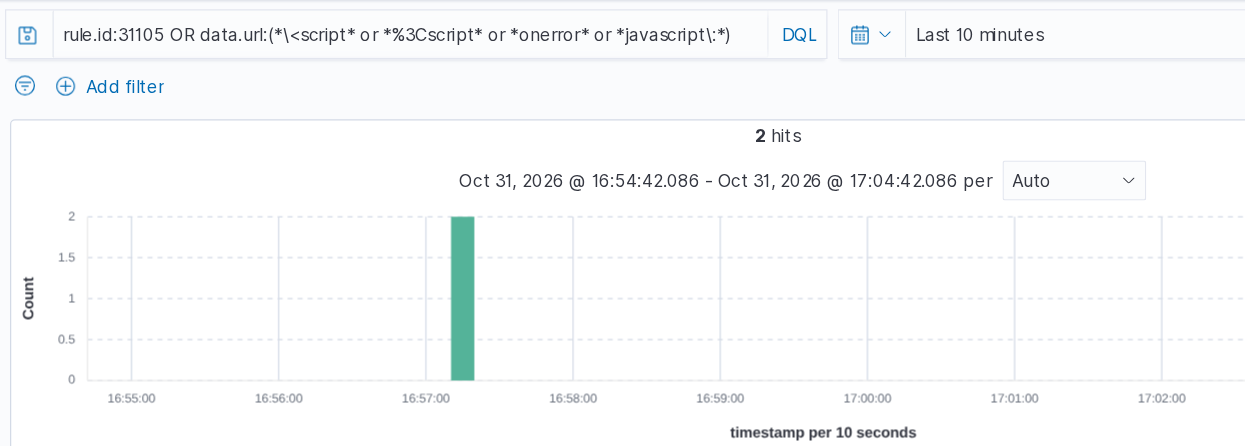 rule.id:31105 OR data.url:(*\<script* or *%3Cscript* or *onerror* or *javascript\:*) DQL Last 10 minutes
Add filter
2 hits
Oct 31, 2026 @ 16:54:42.086 - Oct 31, 2026 @ 17:04:42.086 per Auto
2
1.5
1
0.5
0
Count
16:55:00 16:56:00 16:57:00 16:58:00 16:59:00 17:00:00 17:01:00 17:02:00
timestamp per 10 seconds